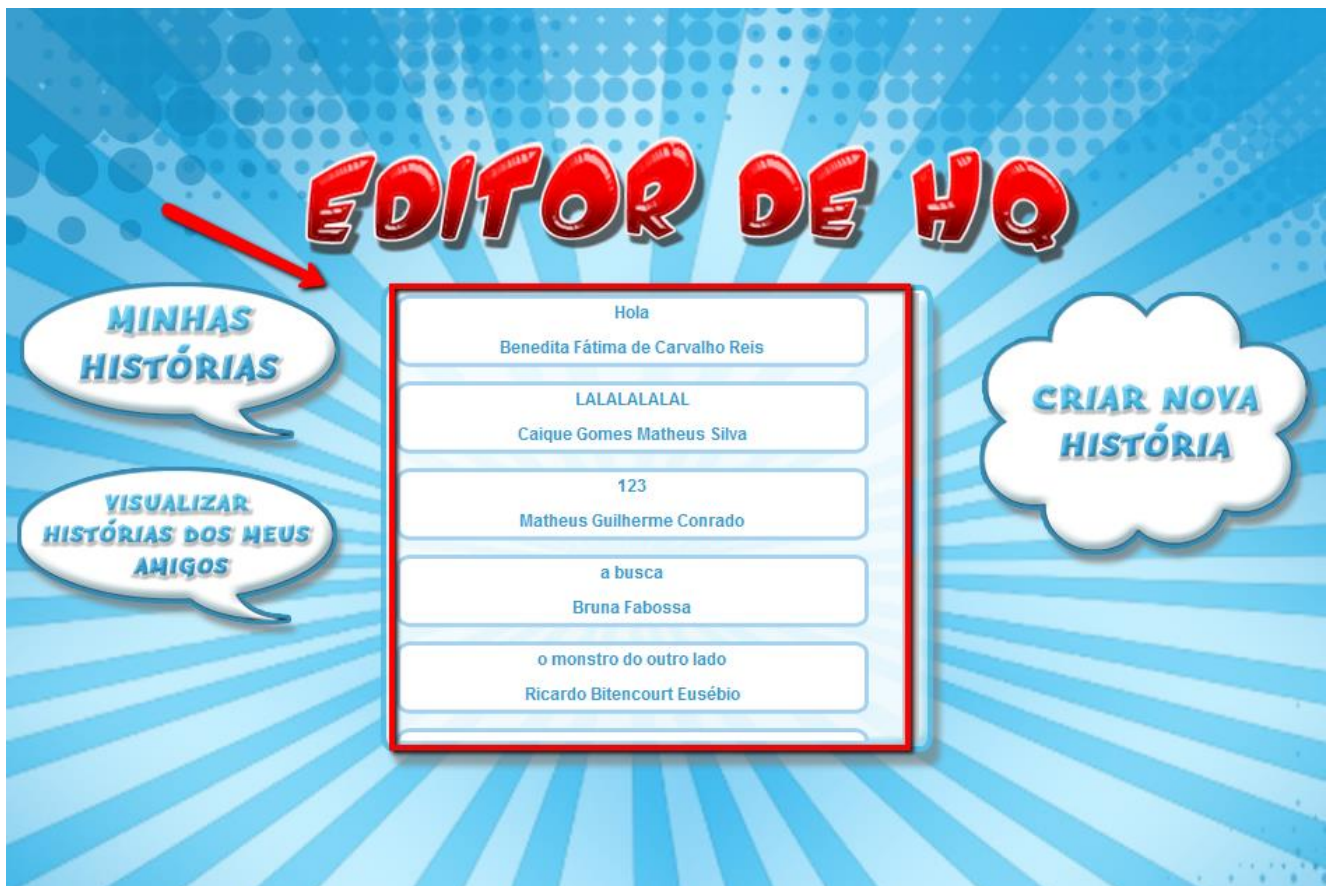 EDITOR DE HQ
MINHAS
HISTÓRIAS
VISUALIZAR
HISTÓRIAS DOS MEUS
AMIGOS
Hola
Benedita Fátima de Carvalho Reis
LALALALALAL
Caique Gomes Matheus Silva
123
Matheus Guilherme Conrado
a busca
Bruna Fabossa
o monstro do outro lado
Ricardo Bitencourt Eusébio
CRIAR NOVA
HISTÓRIA